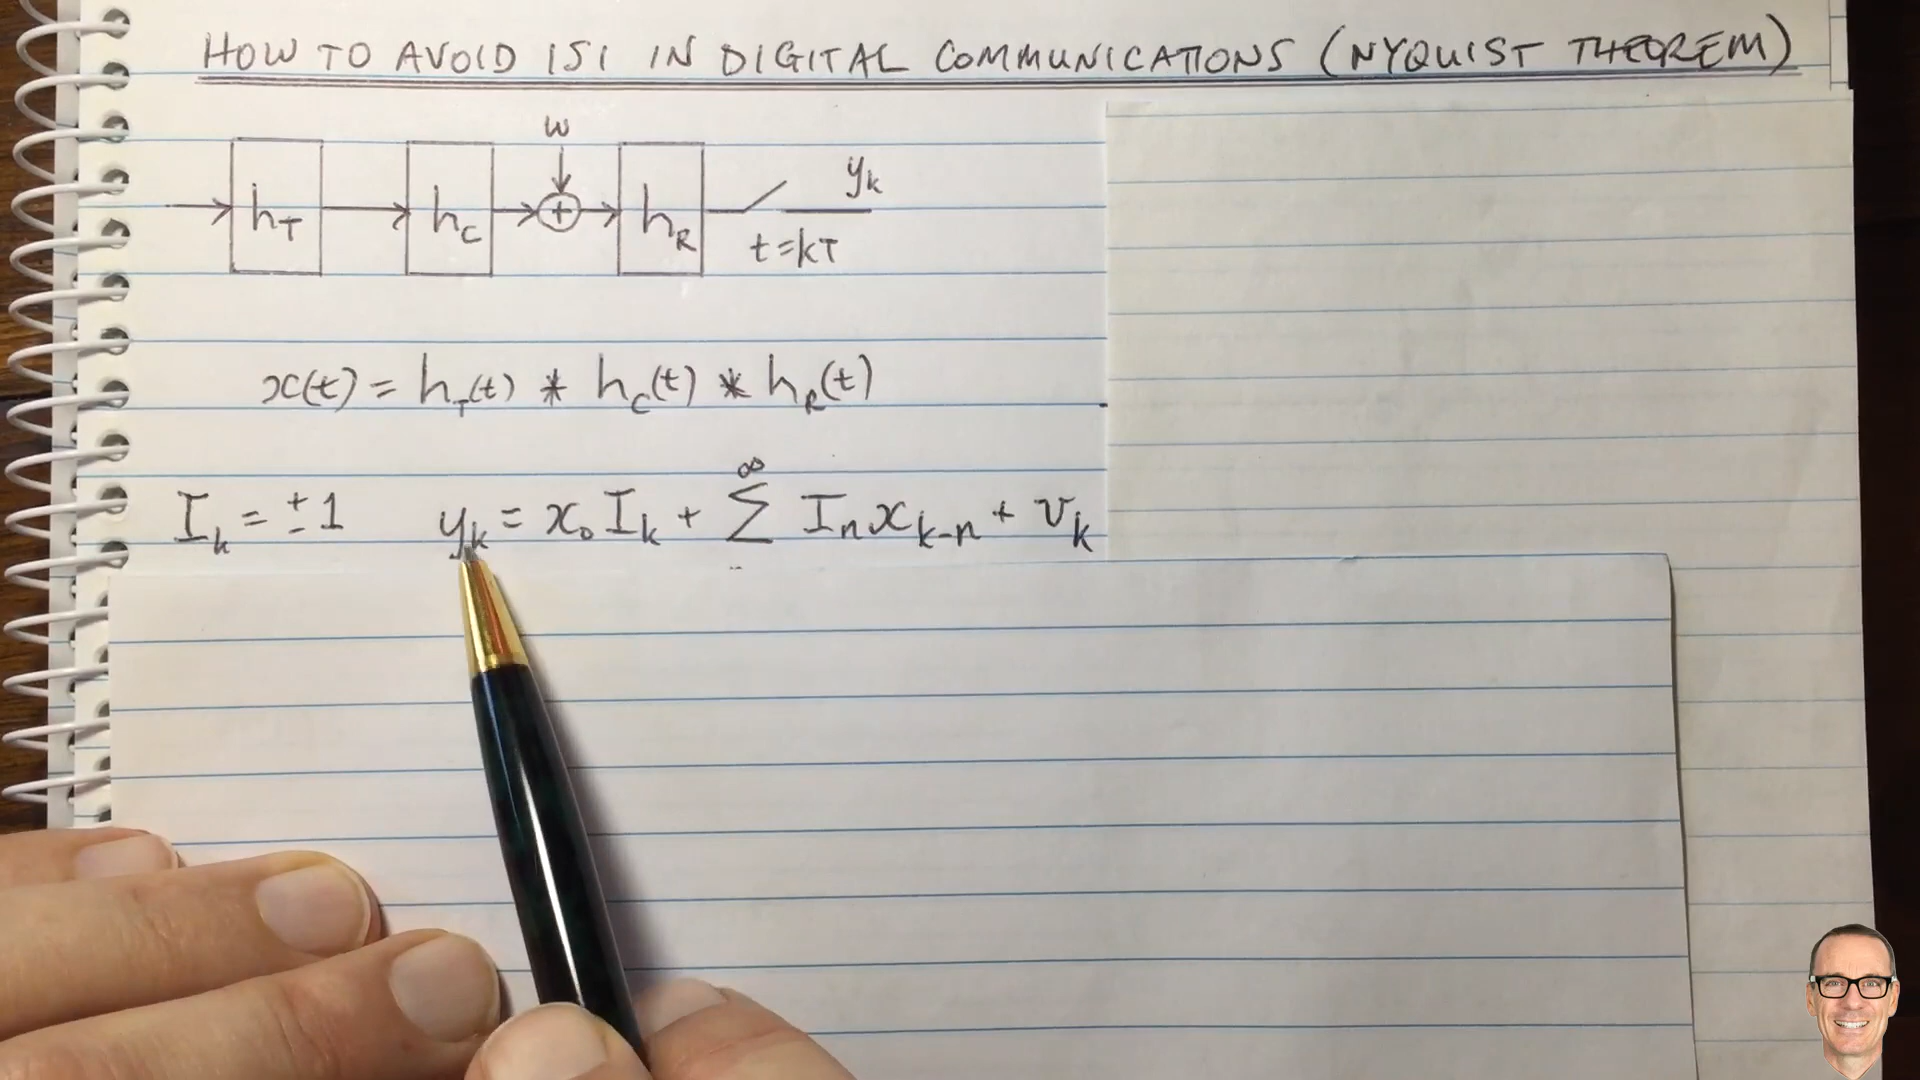 HOW TO AVOID ISI IN DIGITAL COMMUNICATIONS (NYQUIST THEOREM)
w
h_T h_C + h_R y_k
t=kT
x(t) = h_T(t) * h_C(t) * h_R(t)
I_k = ±1 y_k = x_0 I_k + ∑^∞ I_n x_{k-n} + v_k